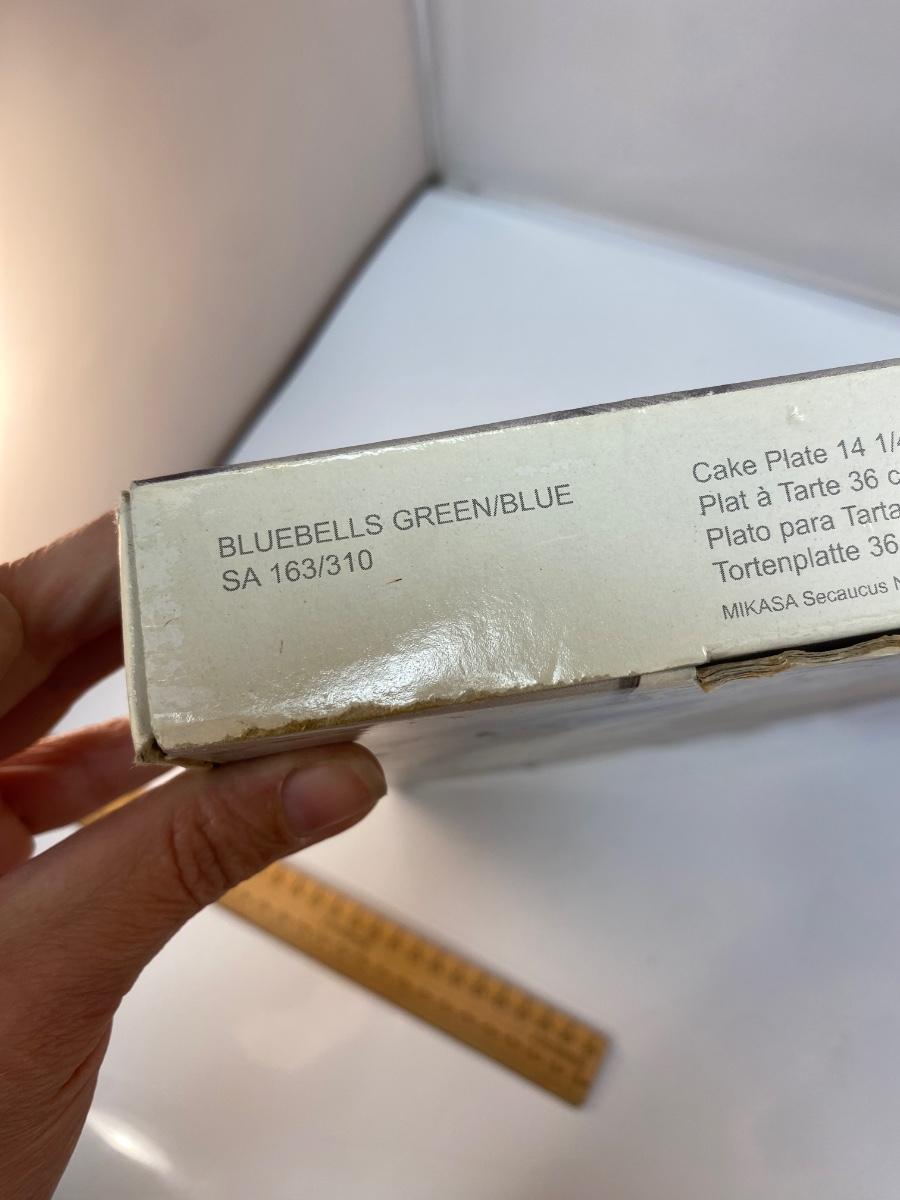 BLUEBELLS GREEN/BLUE
SA 163/310
Cake Plate 14 1/4
Plat à Tarte 36 c
Plato para Tarta
Tortenplatte 36
MIKASA Secaucus N